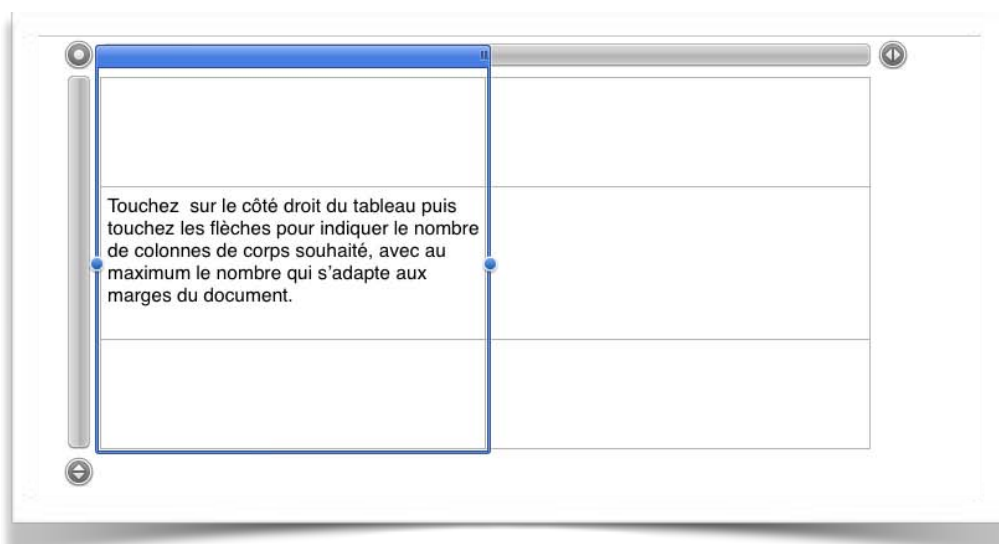 Touchez  sur le côté droit du tableau puis
touchez les flèches pour indiquer le nombre
de colonnes de corps souhaité, avec au
maximum le nombre qui s’adapte aux
marges du document.